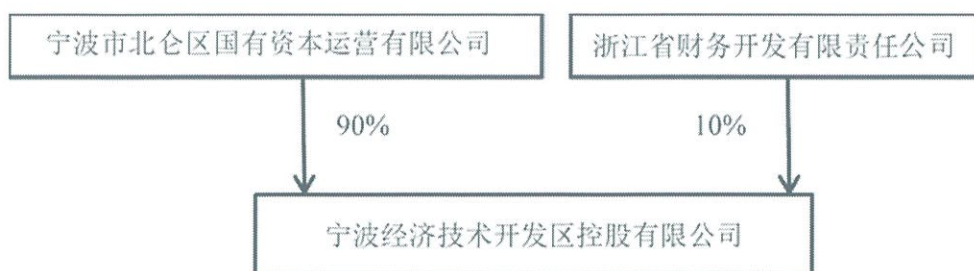 宁波市北仑区国有资本运营有限公司
浙江省财务开发有限责任公司
90%
10%
宁波经济技术开发区控股有限公司